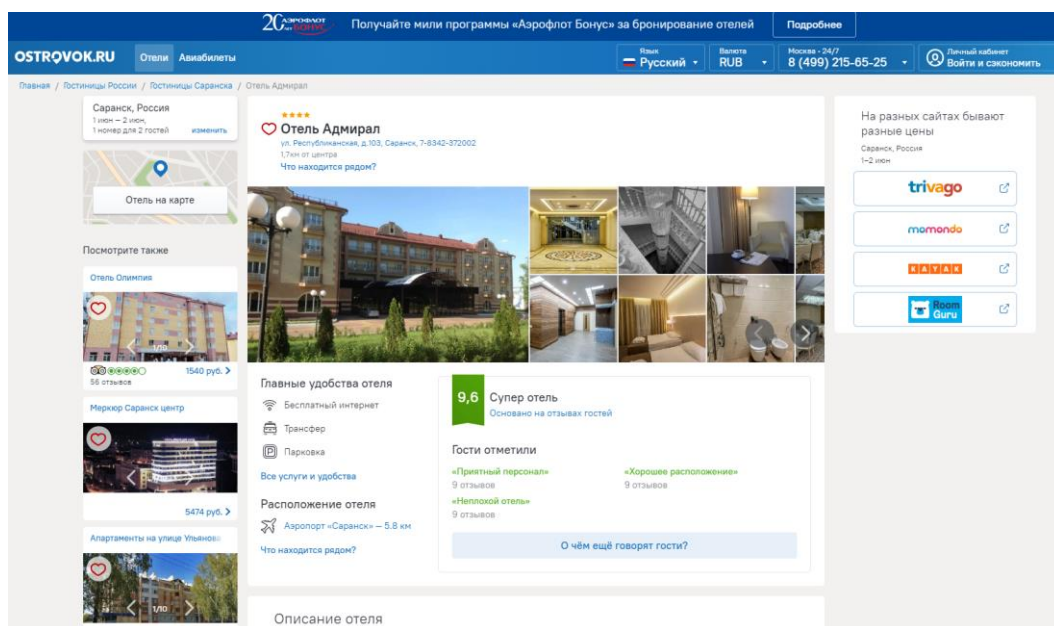 20 ЛЕТ АЭРОФЛОТ БОНУС
Получайте мили программы «Аэрофлот Бонус» за бронирование отелей
Подробнее
OSTROVOK.RU
Отели
Авиабилеты
Язык
Русский
Валюта
RUB
Москва - 24/7
8 (499) 215-65-25
Личный кабинет
Войти и сэкономить
Главная / Гостиницы России / Гостиницы Саранска / Отель Адмирал
Саранск, Россия
1 июн — 2 июн,
1 номер для 2 гостей
изменить
Отель на карте
Посмотрите также
Отель Олимпия
1/10
56 отзывов
1540 руб.
Меркюр Саранск центр
5474 руб.
Апартаменты на улице Ульянова
1/10
Отель Адмирал
ул. Республиканская, д.103, Саранск, 7-8342-372002
1,7км от центра
Что находится рядом?
Главные удобства отеля
Бесплатный интернет
Трансфер
P Парковка
Все услуги и удобства
Расположение отеля
Аэропорт «Саранск» — 5.8 км
Что находится рядом?
9,6
Супер отель
Основано на отзывах гостей
Гости отметили
«Приятный персонал»
9 отзывов
«Хорошее расположение»
9 отзывов
«Неплохой отель»
9 отзывов
О чём ещё говорят гости?
Описание отеля
На разных сайтах бывают
разные цены
Саранск, Россия
1–2 июн
trivago
momondo
KAYAK
Room
Guru